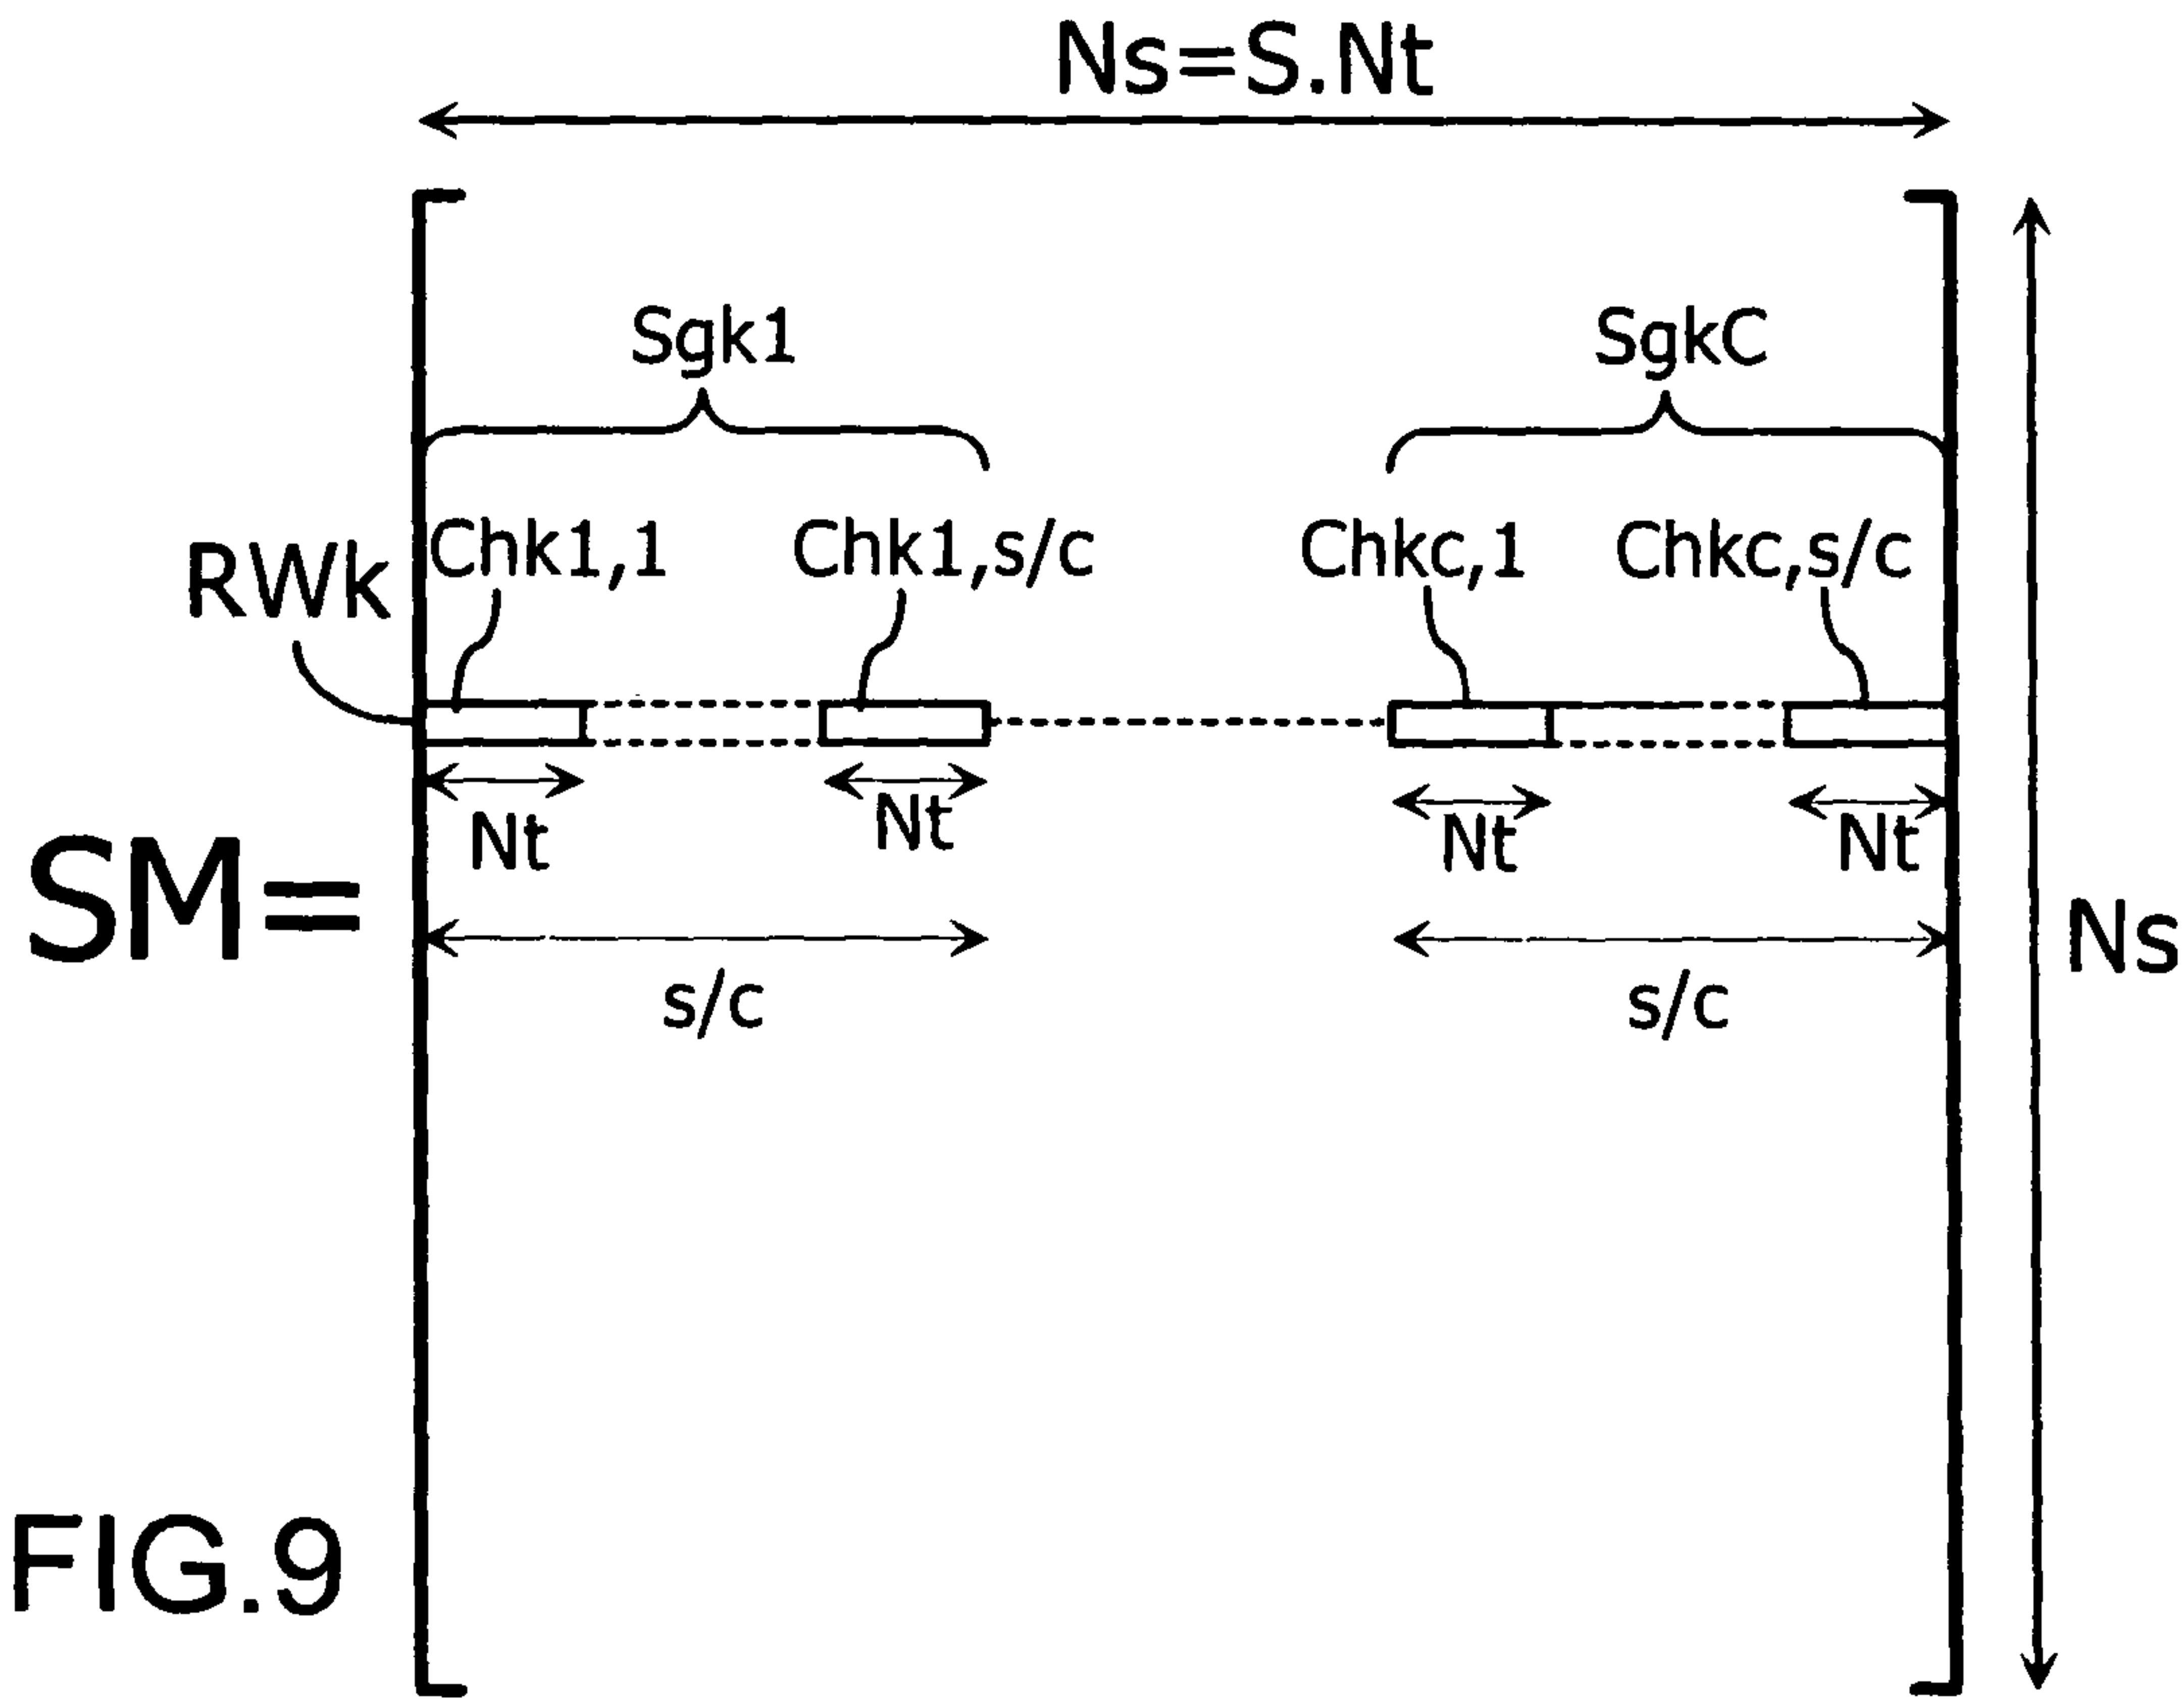 Ns=S.Nt
Sgk1
SgkC
RWk
Chk1,1
Chk1,s/c
Chkc,1
Chkc,s/c
Nt
Nt
Nt
Nt
SM=
Ns
s/c
s/c
FIG.9